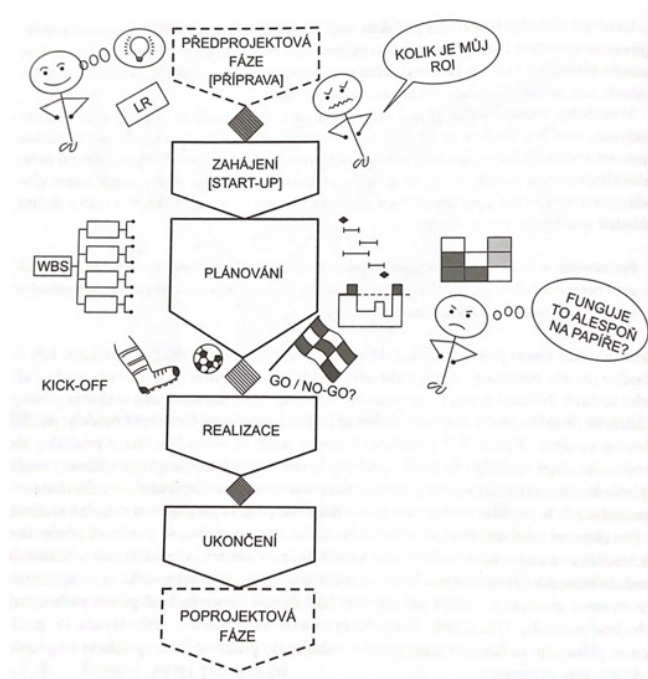 PŘEDPROJEKTOVÁ
FÁZE
[PŘÍPRAVA]
KOLIK JE MŮJ
ROI
LR
ZAHÁJENÍ
[START-UP]
WBS
PLÁNOVÁNÍ
FUNGUJE
TO ALESPOŇ
NA PAPÍŘE?
KICK-OFF
GO / NO-GO?
REALIZACE
UKONČENÍ
POPROJEKTOVÁ
FÁZE